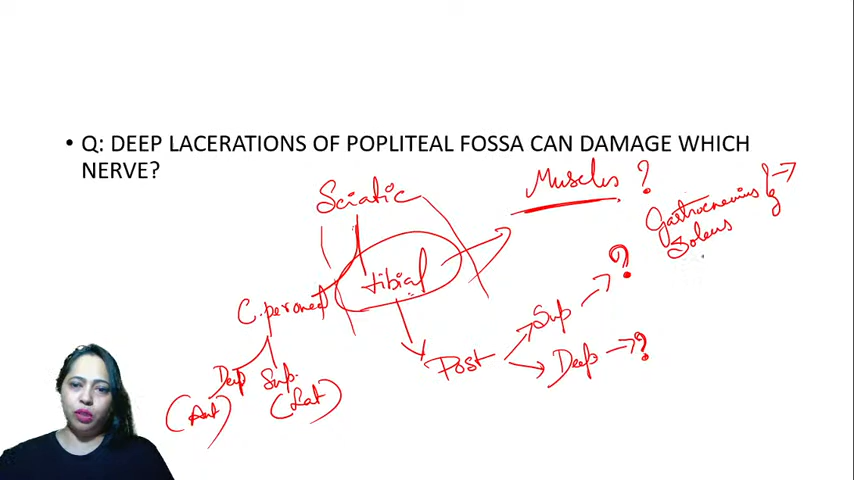 • Q: DEEP LACERATIONS OF POPLITEAL FOSSA CAN DAMAGE WHICH
NERVE?
Sciatic
Muscles ?
Gastrocnemius
Soleus
tibial
C. peroneal
Post
Sup ?
Deep ?
Deep Sup.
(Ant) (Lat)